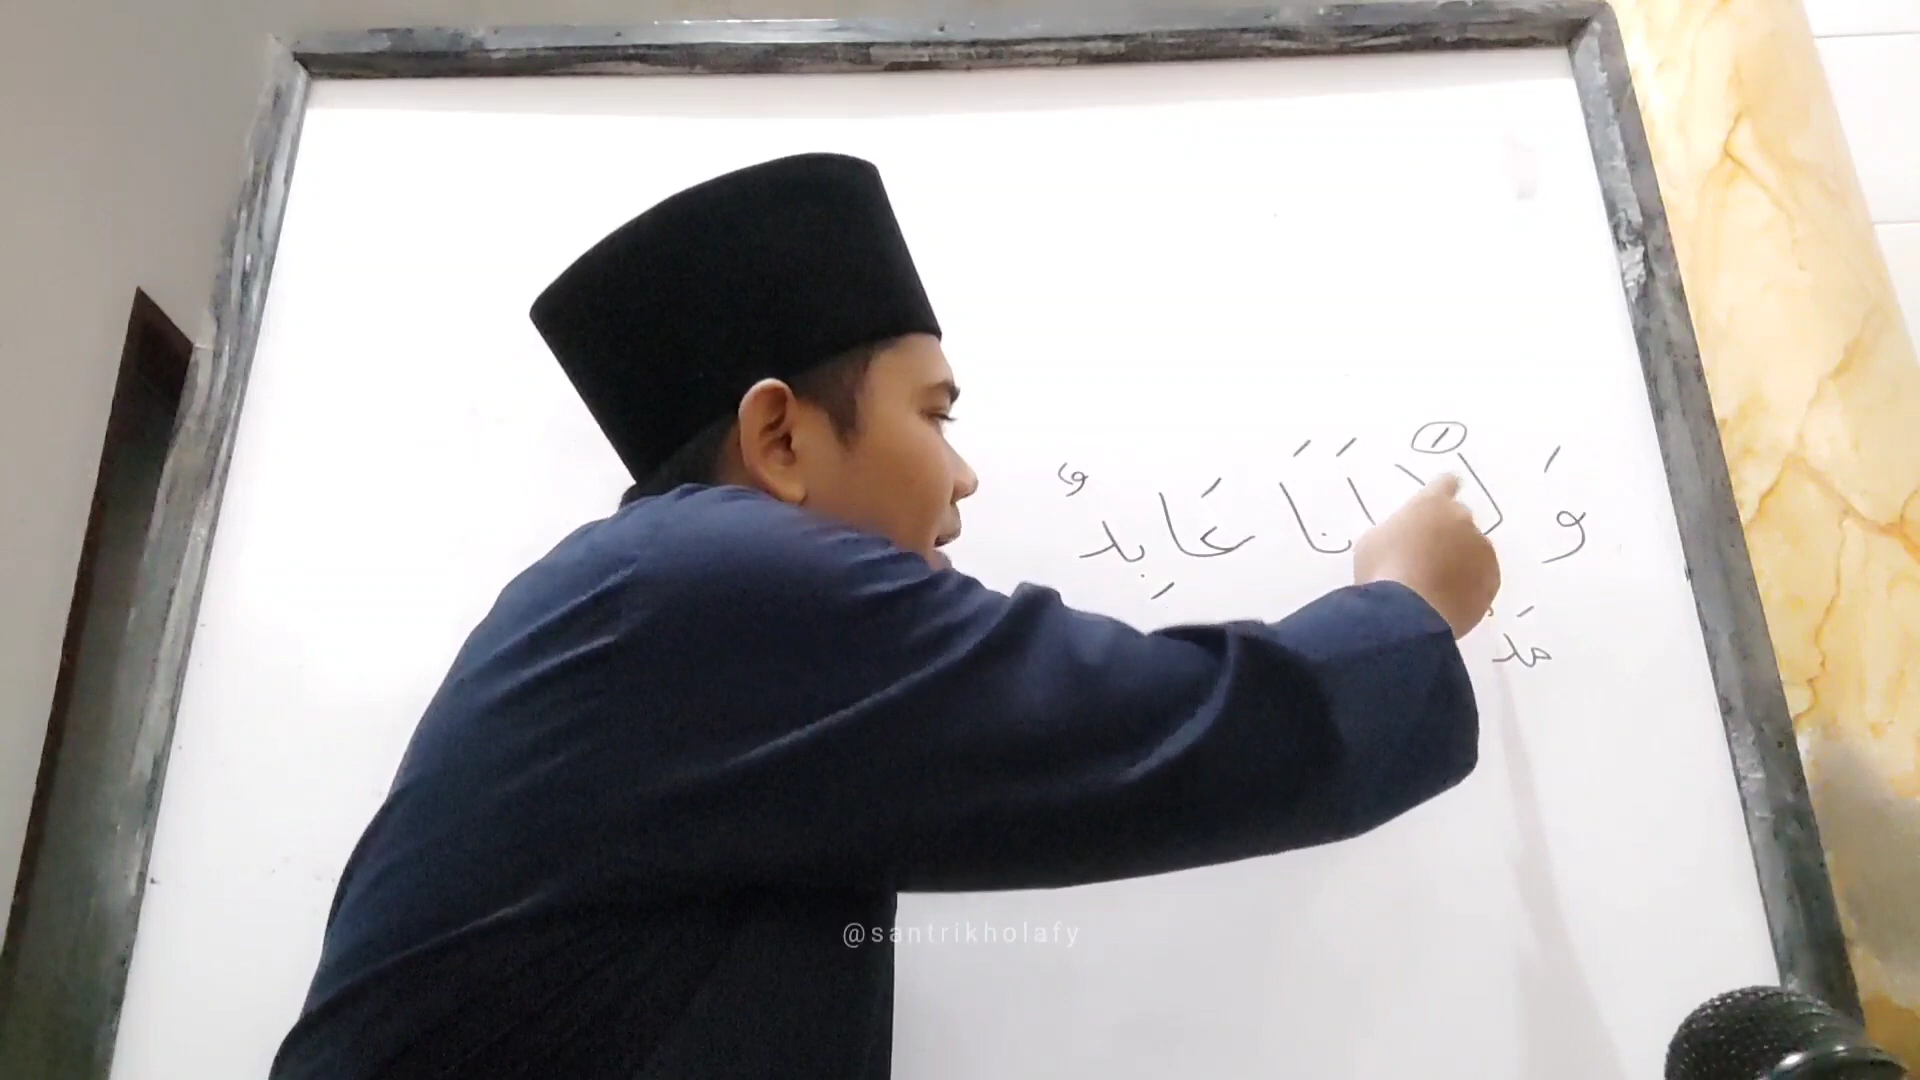 وَلَا اَنَا عَابِدٌ
مَدّ
@santrikholafy